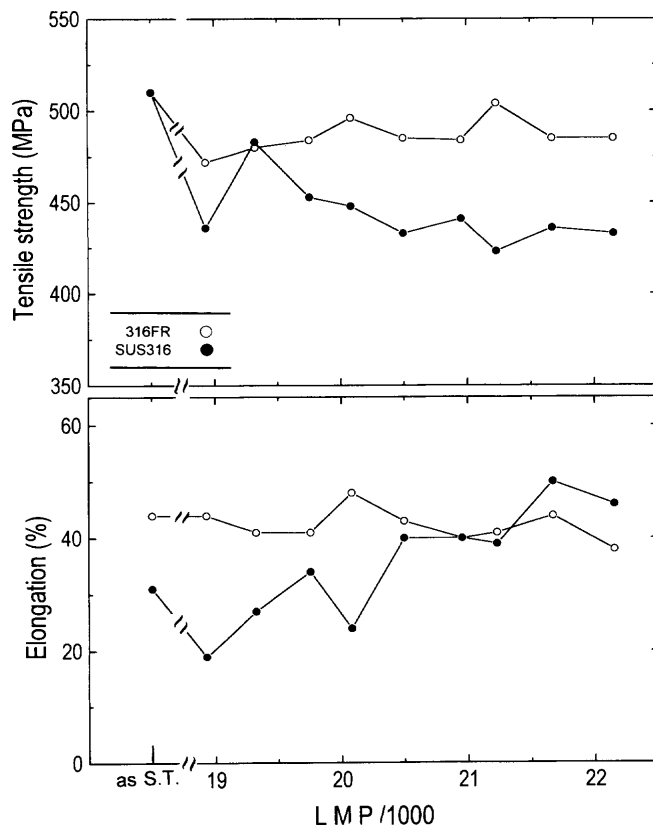 550
500
450
400
350
Tensile strength (MPa)
316FR
SUS316
60
40
20
0
Elongation (%)
as S.T. 19 20 21 22
L M P /1000